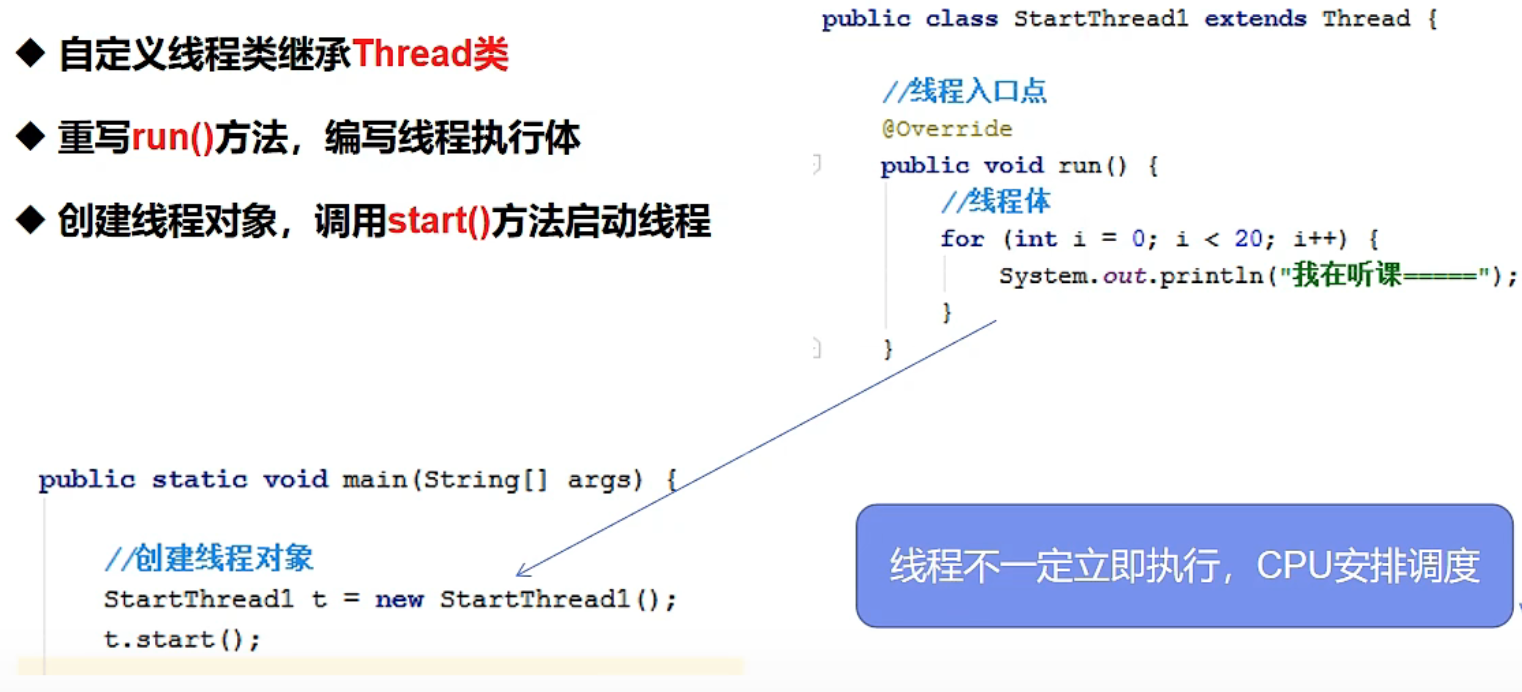 ◆ 自定义线程类继承Thread类
◆ 重写run()方法，编写线程执行体
◆ 创建线程对象，调用start()方法启动线程
public class StartThread1 extends Thread {
//线程入口点
@Override
public void run() {
//线程体
for (int i = 0; i < 20; i++) {
System.out.println("我在听课=====");
}
}
public static void main(String[] args) {
//创建线程对象
StartThread1 t = new StartThread1();
t.start();
线程不一定立即执行，CPU安排调度